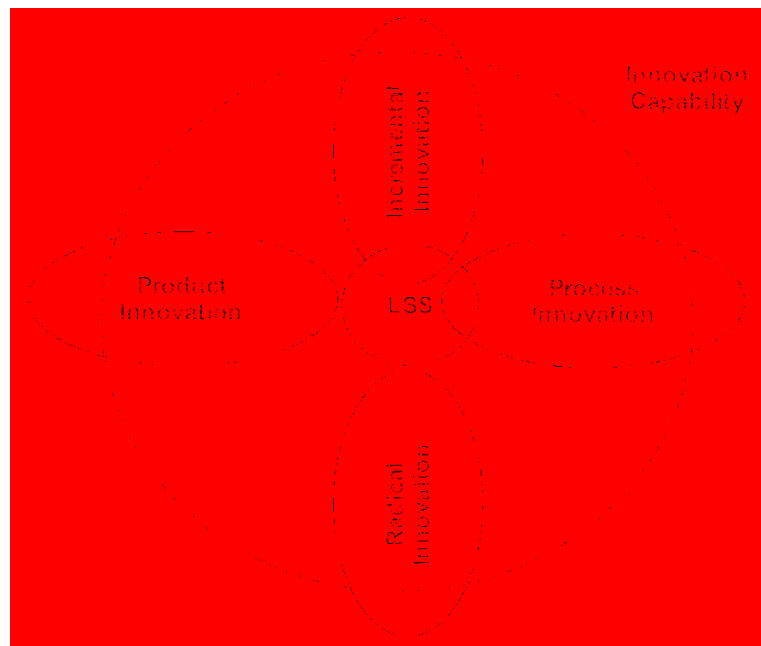 Innovation
Capability
Incremental
Innovation
Product
Innovation
LSS
Process
Innovation
Radical
Innovation